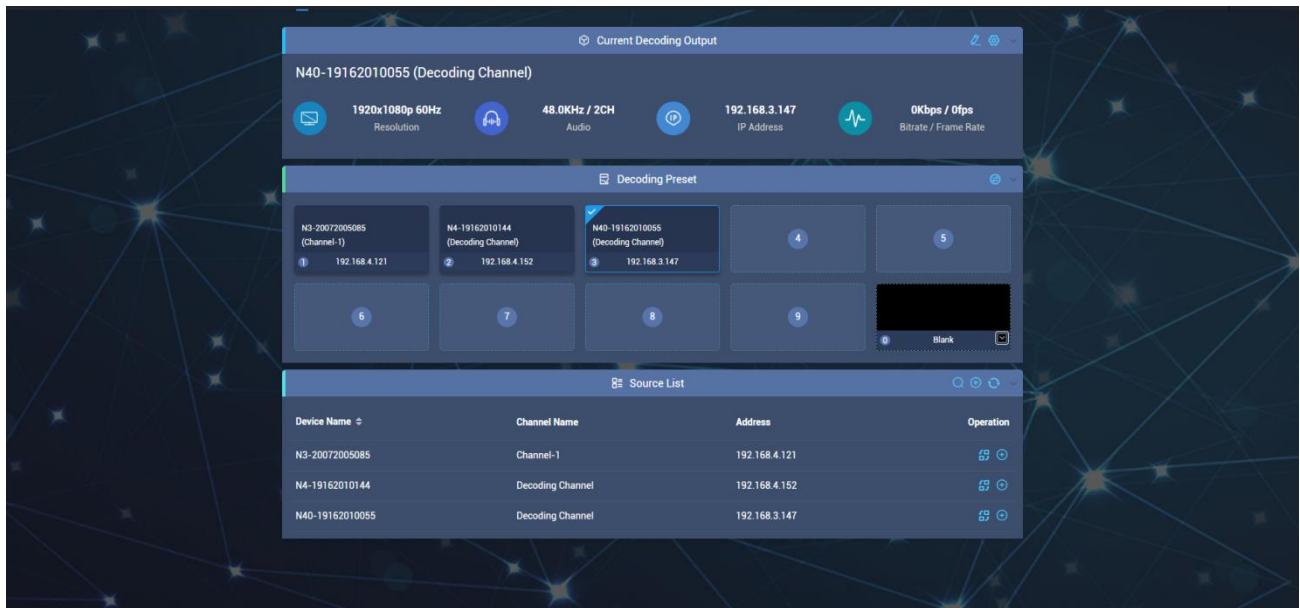 Current Decoding Output
N40-19162010055 (Decoding Channel)
1920x1080p 60Hz
Resolution
48.0KHz / 2CH
Audio
IP
192.168.3.147
IP Address
0Kbps / 0fps
Bitrate / Frame Rate
Decoding Preset
N3-20072005085
(Channel-1)
1 192.168.4.121
N4-19162010144
(Decoding Channel)
2 192.168.4.152
N40-19162010055
(Decoding Channel)
3 192.168.3.147
4
5
6
7
8
9
0 Blank
Source List
Device Name Channel Name Address Operation
N3-20072005085 Channel-1 192.168.4.121
N4-19162010144 Decoding Channel 192.168.4.152
N40-19162010055 Decoding Channel 192.168.3.147